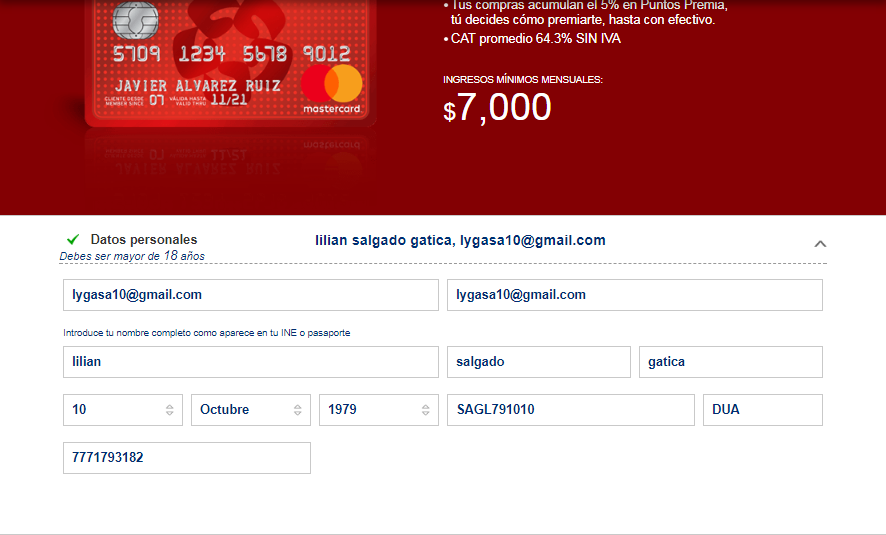 • Tus compras acumulan el 5% en Puntos Premia,
tú decides cómo premiarte, hasta con efectivo.
• CAT promedio 64.3% SIN IVA
5709 1234 5678 9012
JAVIER ALVAREZ RUIZ
CLIENTE DESDE
MEMBER SINCE 07 VÁLIDA HASTA
VALID THRU 11/21
mastercard
INGRESOS MÍNIMOS MENSUALES:
$7,000
Datos personales
lilian salgado gatica, lygasa10@gmail.com
Debes ser mayor de 18 años
lygasa10@gmail.com
lygasa10@gmail.com
Introduce tu nombre completo como aparece en tu INE o pasaporte
lilian
salgado
gatica
10
Octubre
1979
SAGL791010
DUA
7771793182